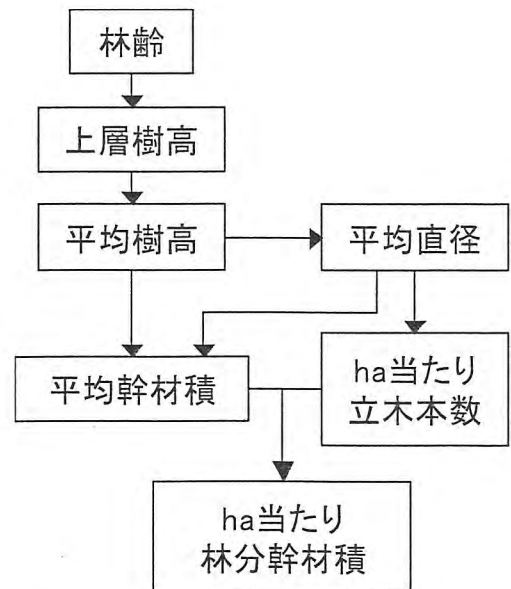 林齢
上層樹高
平均樹高
平均直径
平均幹材積
ha当たり
立木本数
ha当たり
林分幹材積